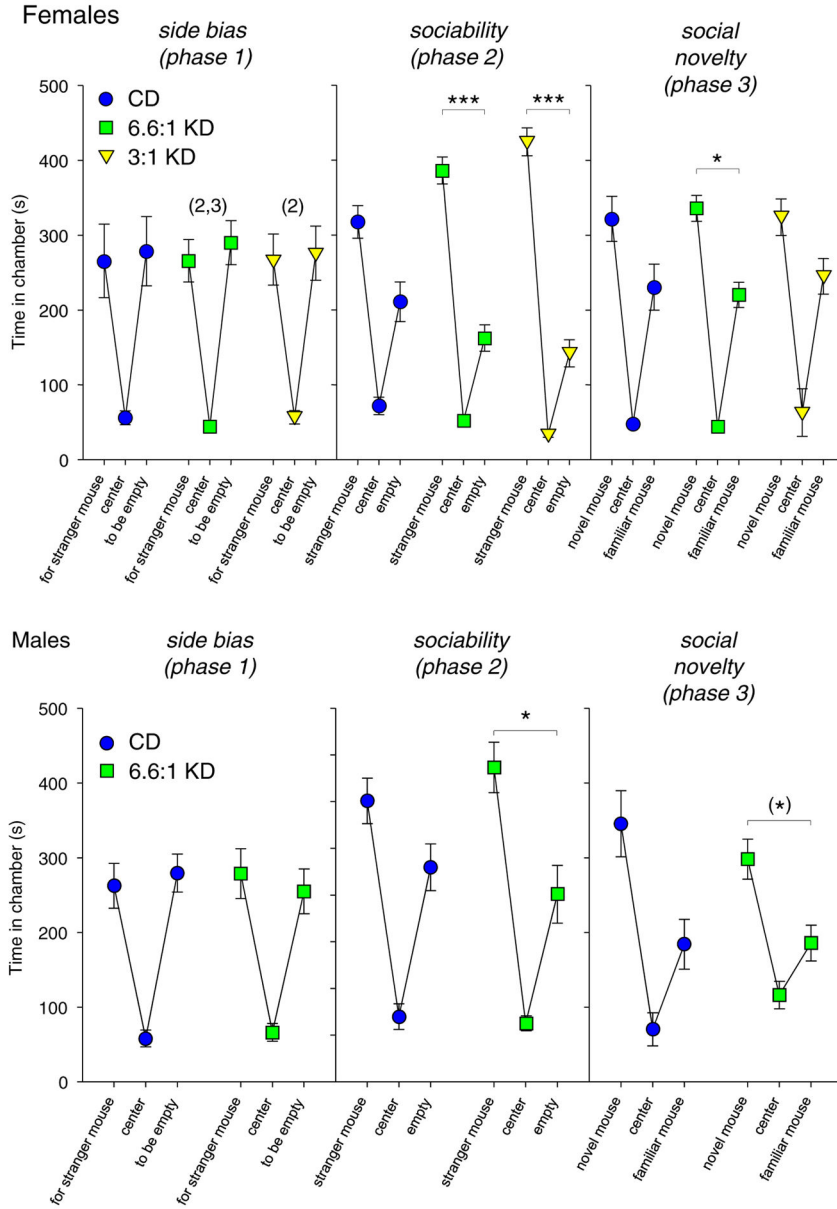 Females
side bias
(phase 1)
sociability
(phase 2)
social
novelty
(phase 3)
Time in chamber (s)
500
400
300
200
100
0
CD
6.6:1 KD
3:1 KD
(2,3)
(2)
***
***
*
for stranger mouse
center
to be empty
for stranger mouse
center
to be empty
for stranger mouse
center
to be empty
stranger mouse
center
empty
stranger mouse
center
empty
stranger mouse
center
empty
novel mouse
center
familiar mouse
novel mouse
center
familiar mouse
novel mouse
center
familiar mouse
Males
side bias
(phase 1)
sociability
(phase 2)
social
novelty
(phase 3)
Time in chamber (s)
500
400
300
200
100
0
CD
6.6:1 KD
*
(*)
for stranger mouse
center
to be empty
for stranger mouse
center
to be empty
stranger mouse
center
empty
stranger mouse
center
empty
novel mouse
center
familiar mouse
novel mouse
center
familiar mouse